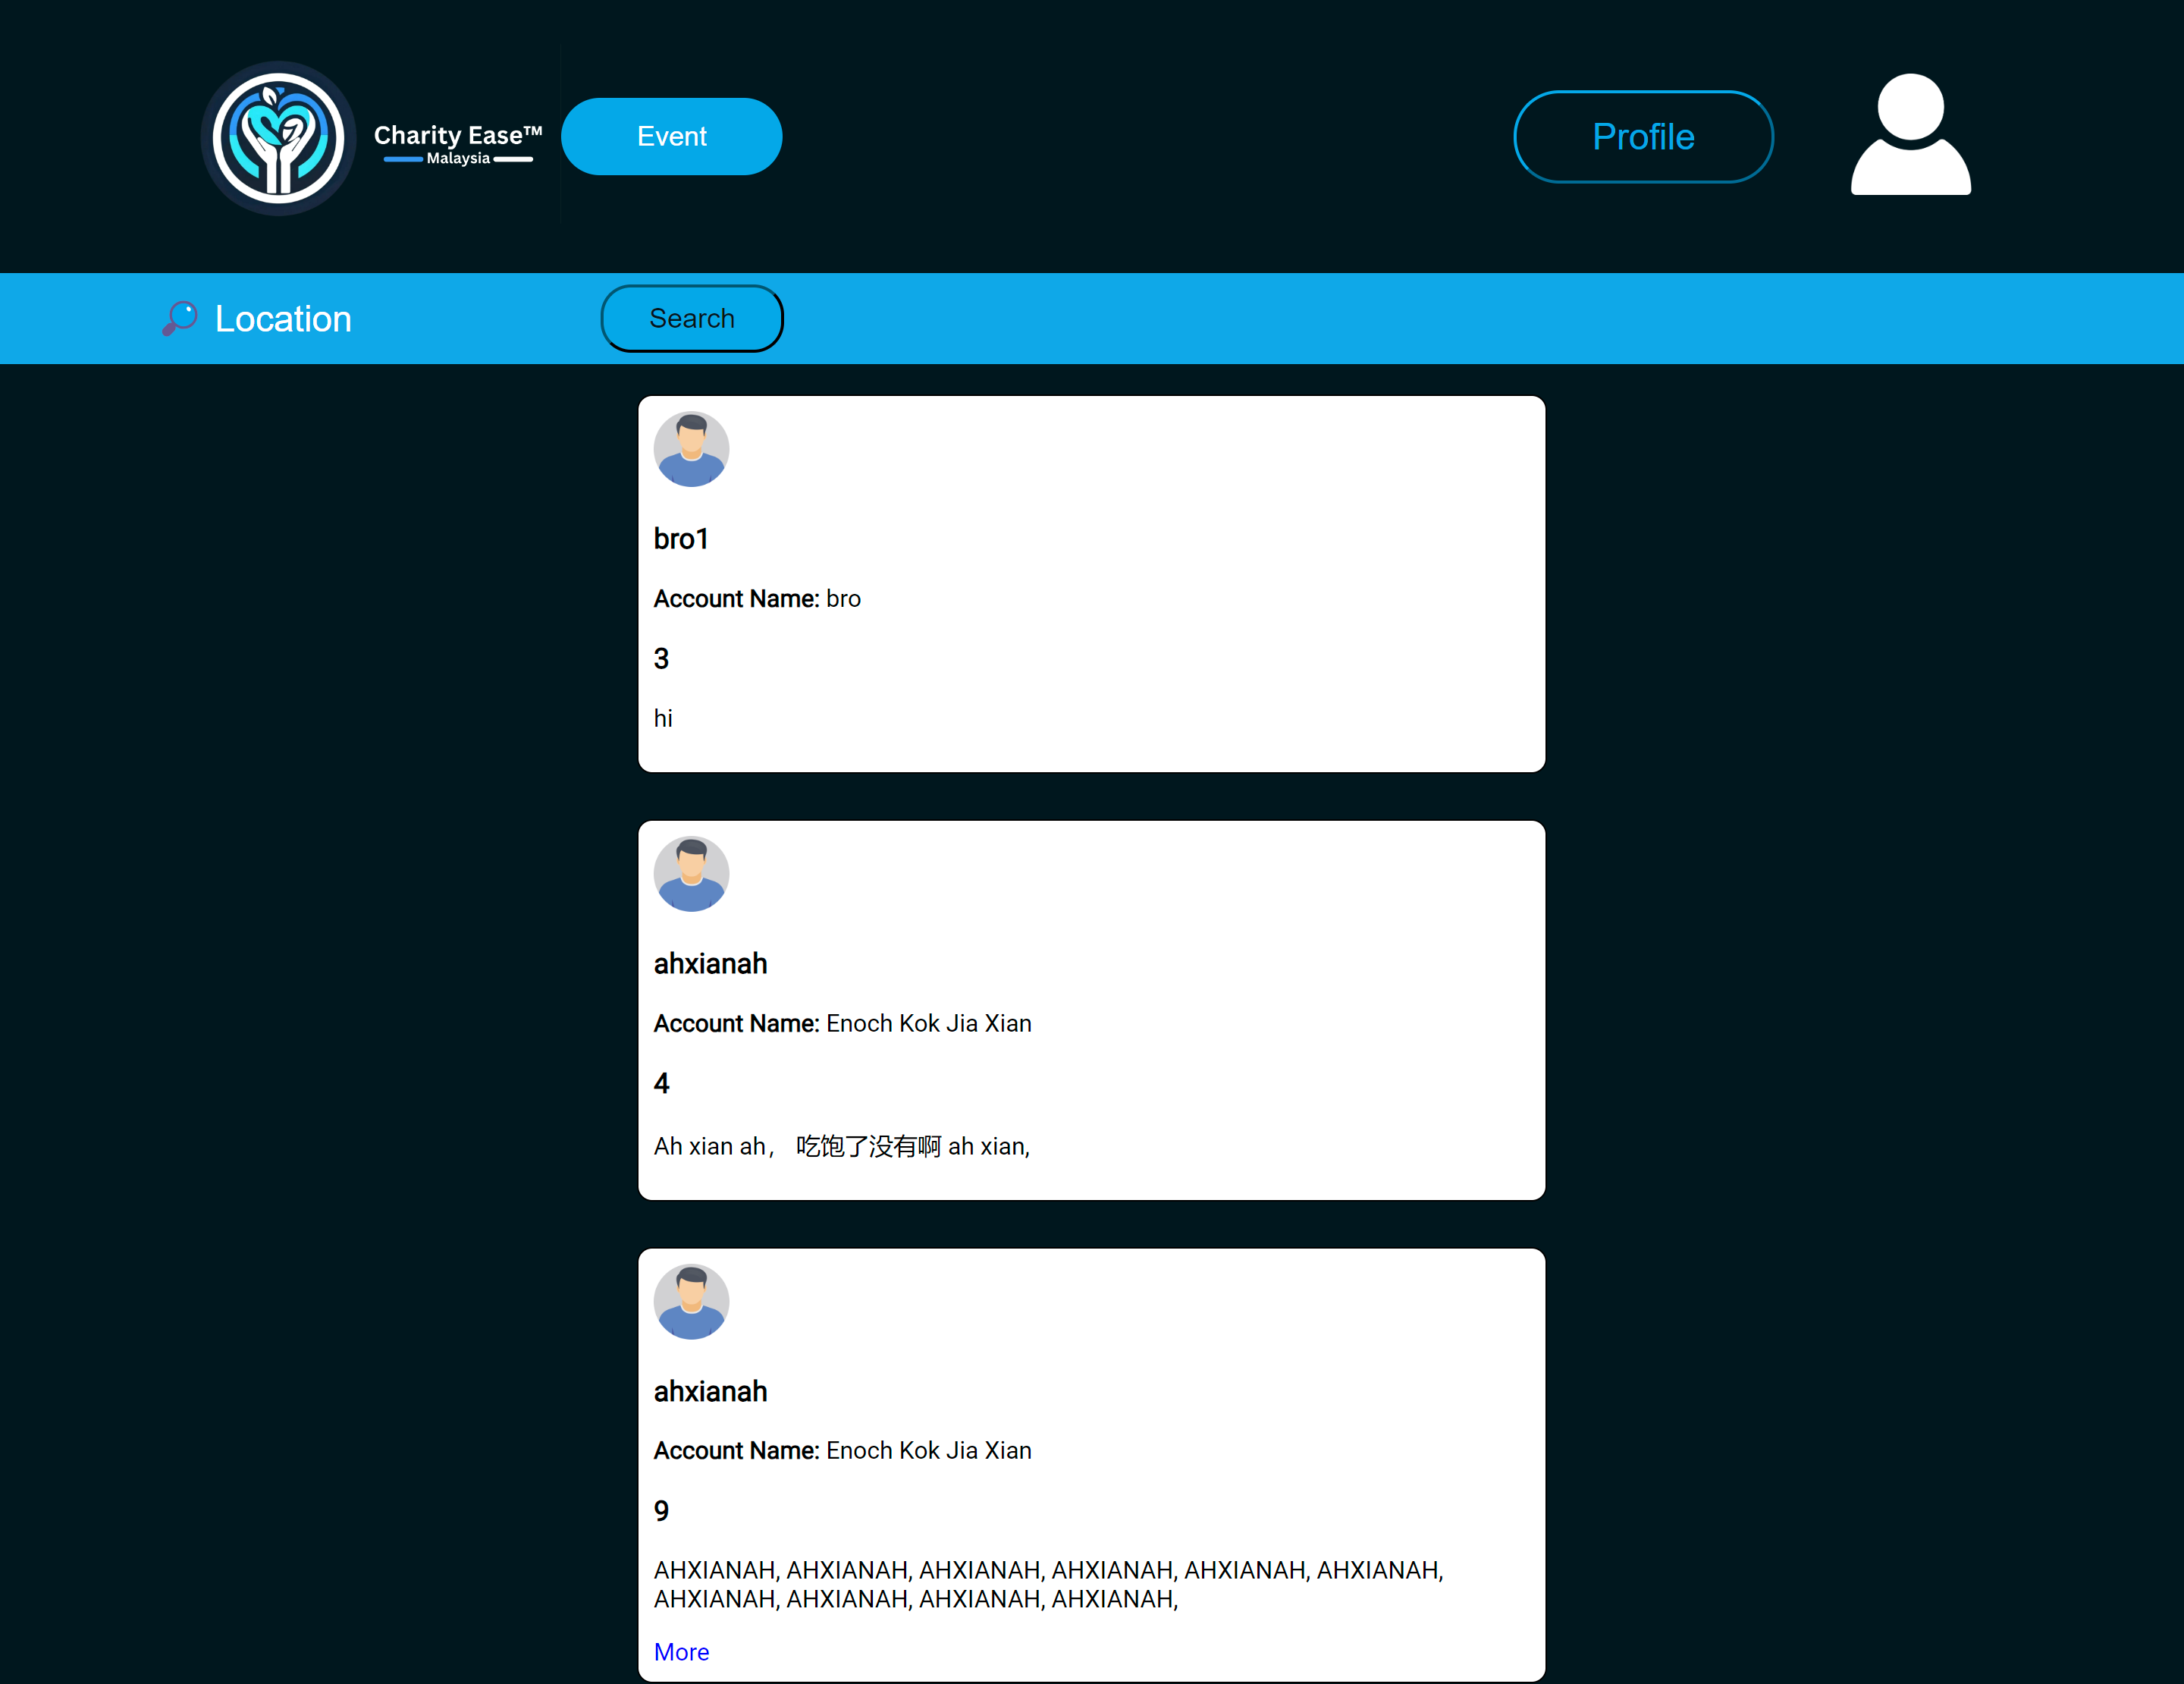 Charity Ease™
Malaysia
Event
Profile
Location
Search
bro1
Account Name: bro
3
hi
ahxianah
Account Name: Enoch Kok Jia Xian
4
Ah xian ah， 吃饱了没有啊 ah xian,
ahxianah
Account Name: Enoch Kok Jia Xian
9
AHXIANAH, AHXIANAH, AHXIANAH, AHXIANAH, AHXIANAH, AHXIANAH,
AHXIANAH, AHXIANAH, AHXIANAH, AHXIANAH,
More